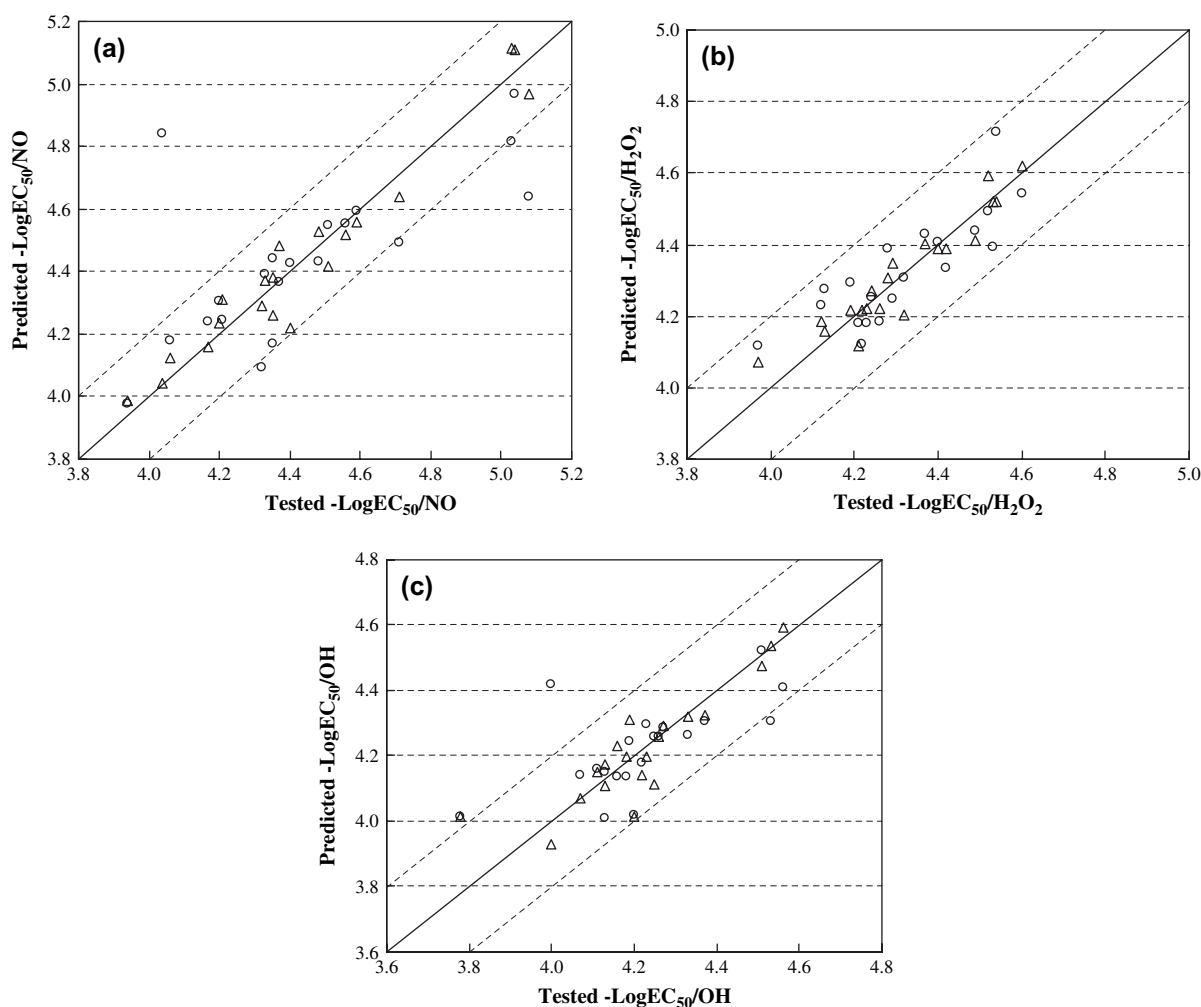 (a)
Predicted -LogEC50/NO
5.2
5.0
4.8
4.6
4.4
4.2
4.0
3.8
3.8 4.0 4.2 4.4 4.6 4.8 5.0 5.2
Tested -LogEC50/NO
(b)
Predicted -LogEC50/H2O2
5.0
4.8
4.6
4.4
4.2
4.0
3.8
3.8 4.0 4.2 4.4 4.6 4.8 5.0
Tested -LogEC50/H2O2
(c)
Predicted -LogEC50/OH
4.8
4.6
4.4
4.2
4.0
3.8
3.6
3.6 3.8 4.0 4.2 4.4 4.6 4.8
Tested -LogEC50/OH